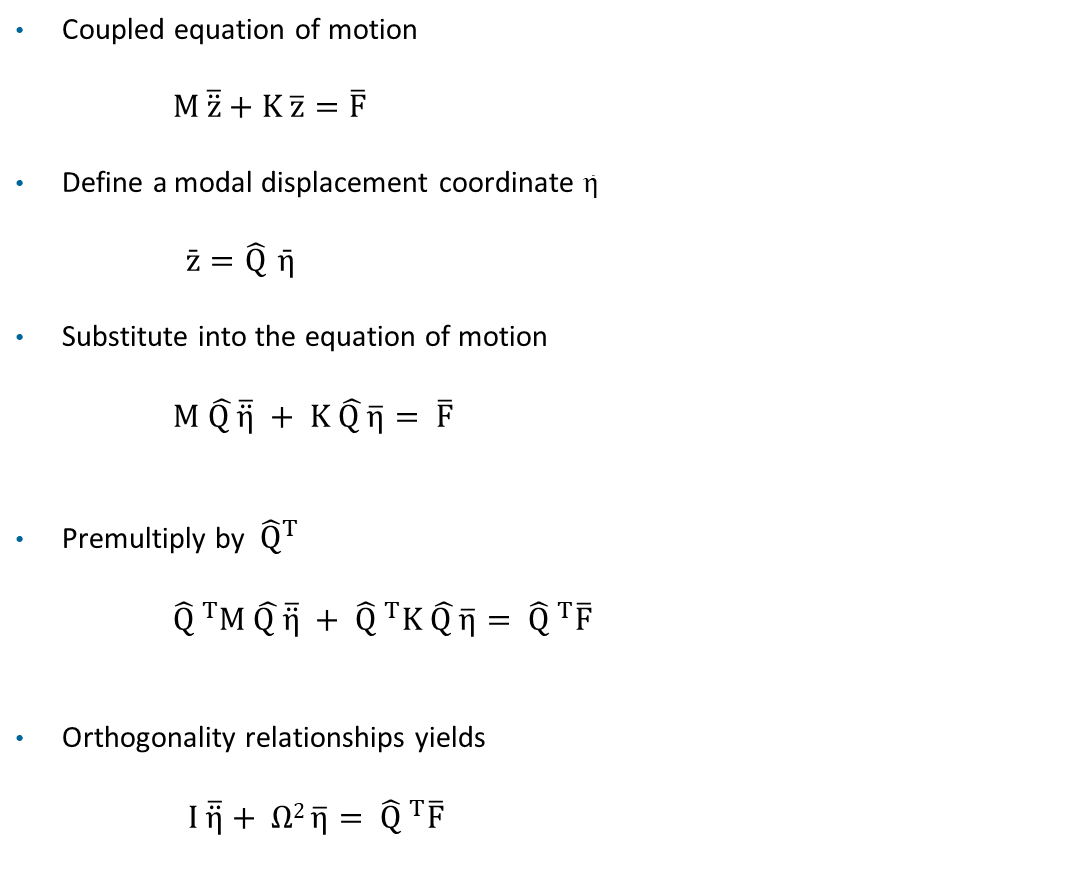 • Coupled equation of motion
M z̄̈ + K z̄ = F̄
• Define a modal displacement coordinate η
z̄ = Q̂ η̄
• Substitute into the equation of motion
M Q̂ η̄̈ + K Q̂ η̄ = F̄
• Premultiply by Q̂ᵀ
Q̂ ᵀM Q̂ η̄̈ + Q̂ ᵀK Q̂ η̄ = Q̂ ᵀF̄
• Orthogonality relationships yields
I η̄̈ + Ω² η̄ = Q̂ ᵀF̄